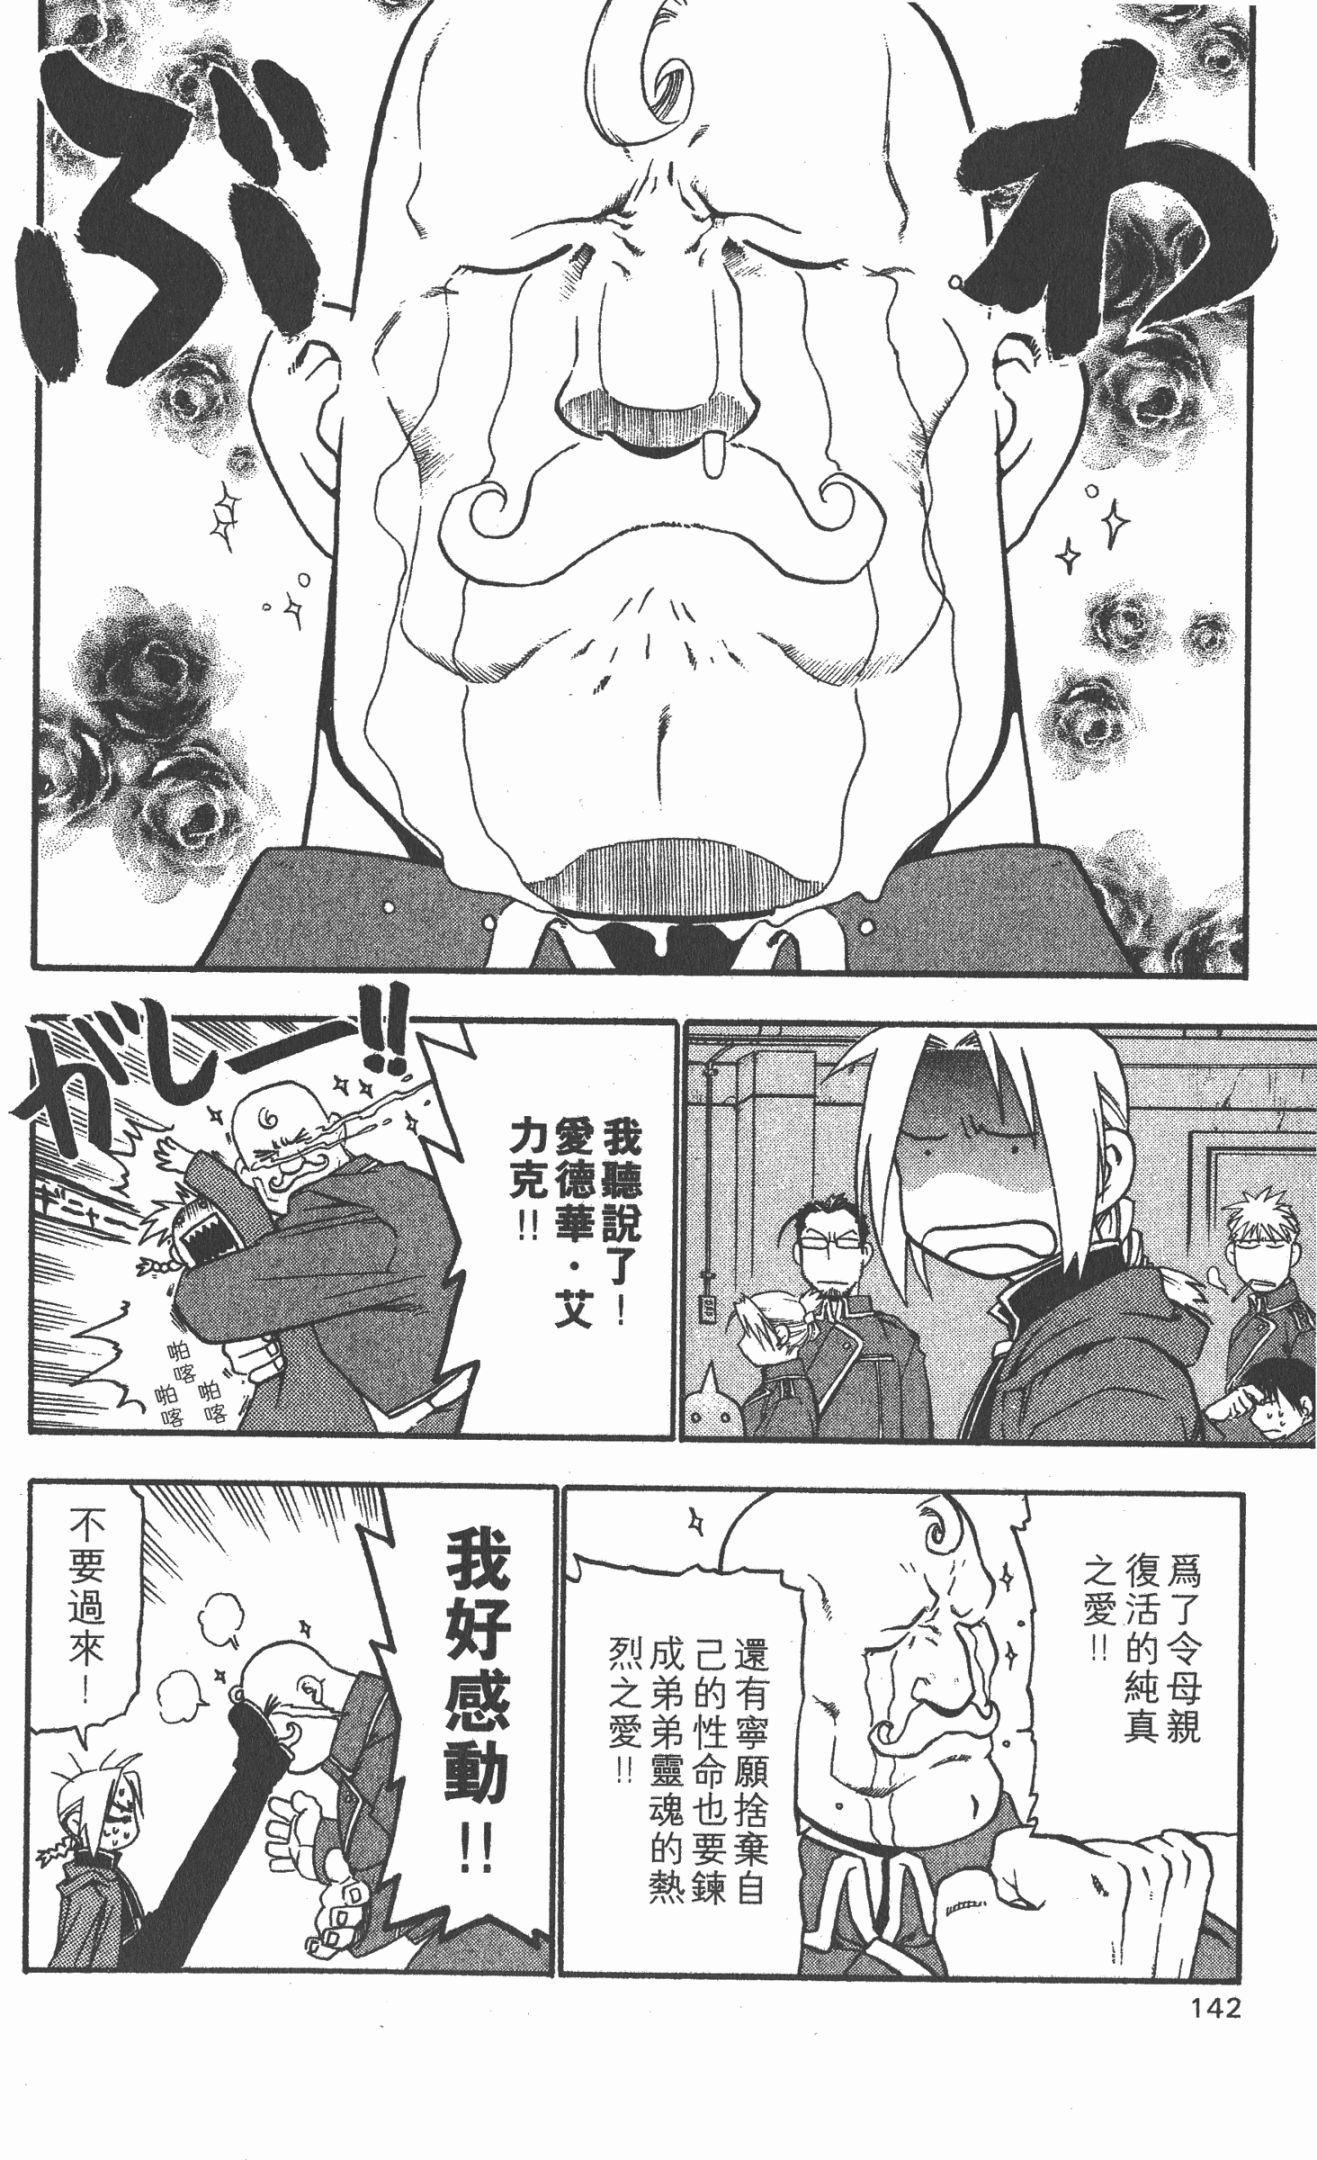 ぶわ
我聽說了！
愛德華・艾
力克!!
がしーッ!!
ギニャー
啪喀
啪喀
啪喀
爲了令母親
復活的純真
之愛!!
還有寧願捨棄自
己的性命也要鍊
成弟弟靈魂的熱
烈之愛!!
我好感動!!
不要過來！
142